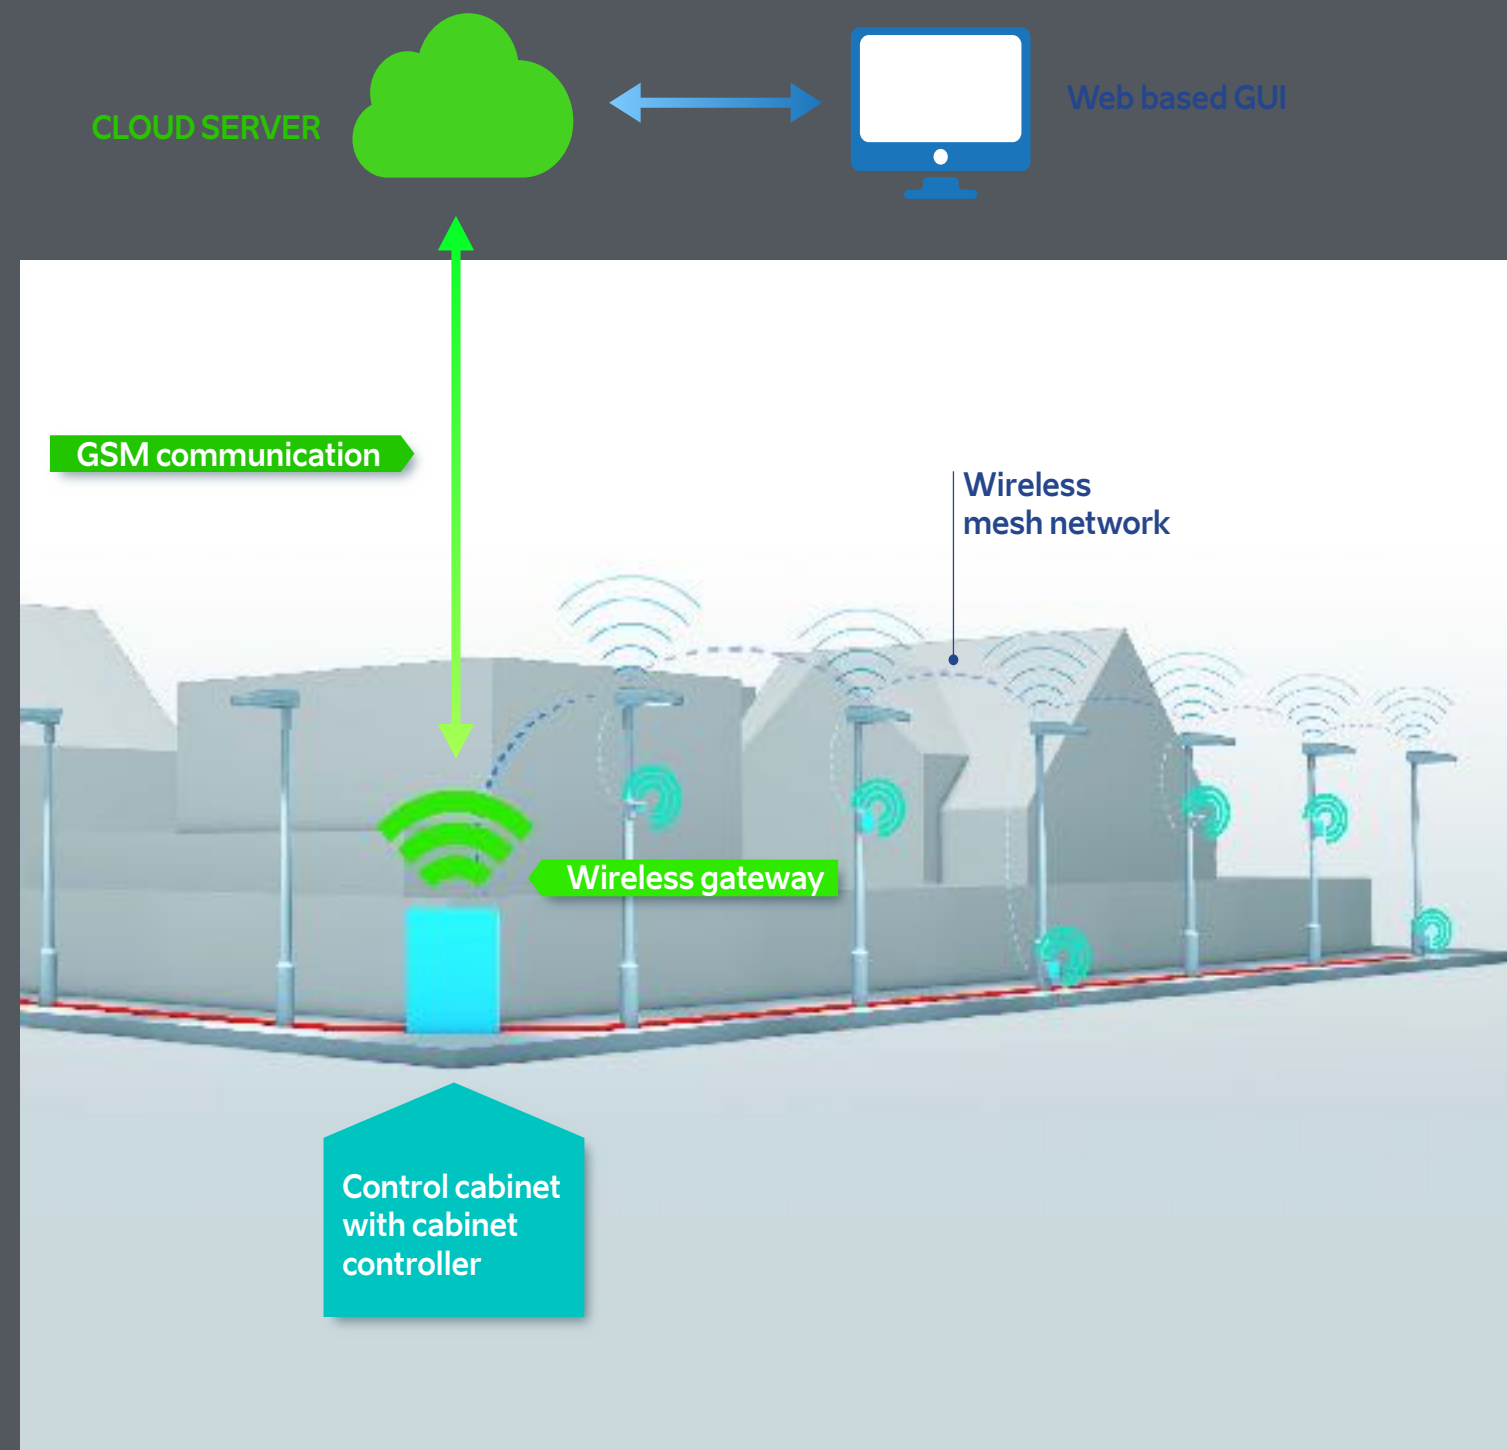 CLOUD SERVER
Web based GUI
GSM communication
Wireless
mesh network
Wireless gateway
Control cabinet
with cabinet
controller